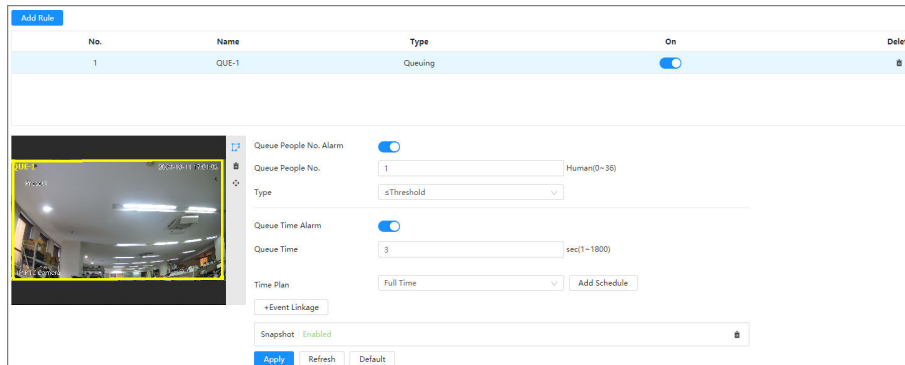 Add Rule
No. Name Type On Delet
1 QUE-1 Queuing
Queue People No. Alarm
QUE-1
Queue People No. 1 Human(0~36)
Type ≤Threshold
Queue Time Alarm
Queue Time 3 sec(1~1800)
Camera
Time Plan Full Time Add Schedule
+Event Linkage
Snapshot Enabled
Apply Refresh Default